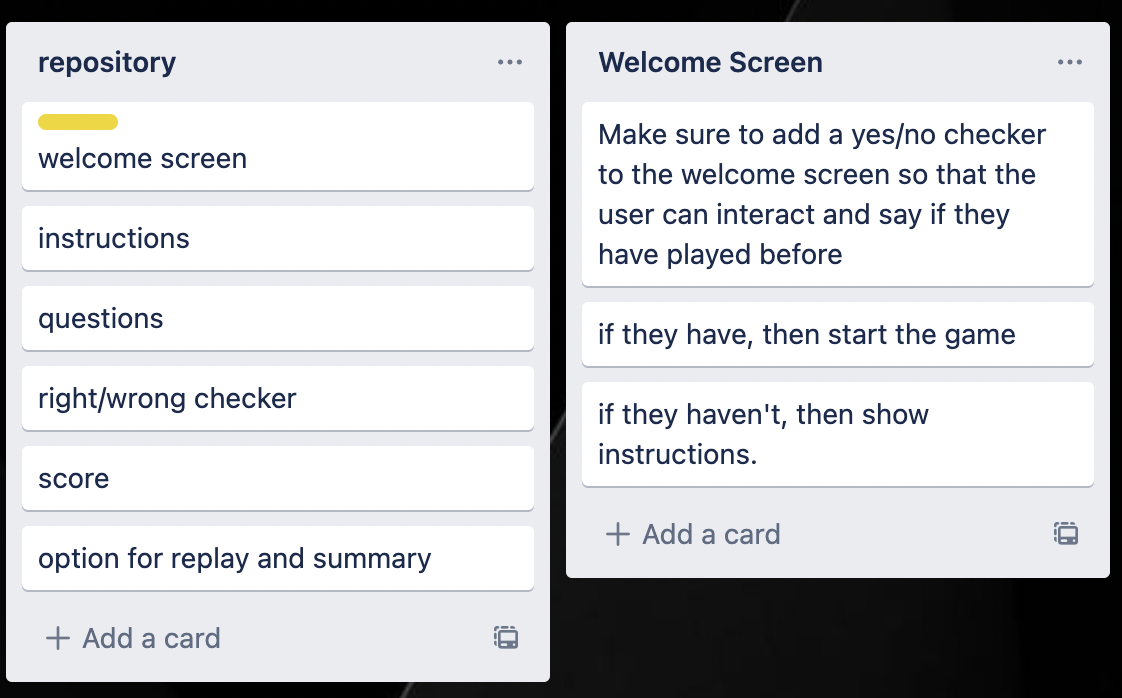 repository
welcome screen
instructions
questions
right/wrong checker
score
option for replay and summary
Add a card
Welcome Screen
Make sure to add a yes/no checker
to the welcome screen so that the
user can interact and say if they
have played before
if they have, then start the game
if they haven't, then show
instructions.
Add a card